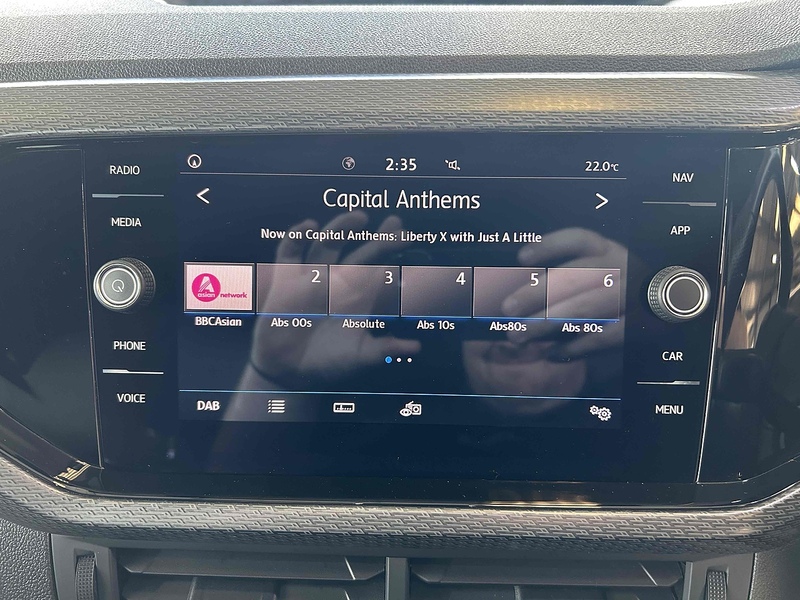 RADIO
MEDIA
PHONE
VOICE
2:35
22.0°C
Capital Anthems
Now on Capital Anthems: Liberty X with Just A Little
asian network
2
3
4
5
6
BBCAsian
Abs 00s
Absolute
Abs 10s
Abs80s
Abs 80s
DAB
NAV
APP
CAR
MENU